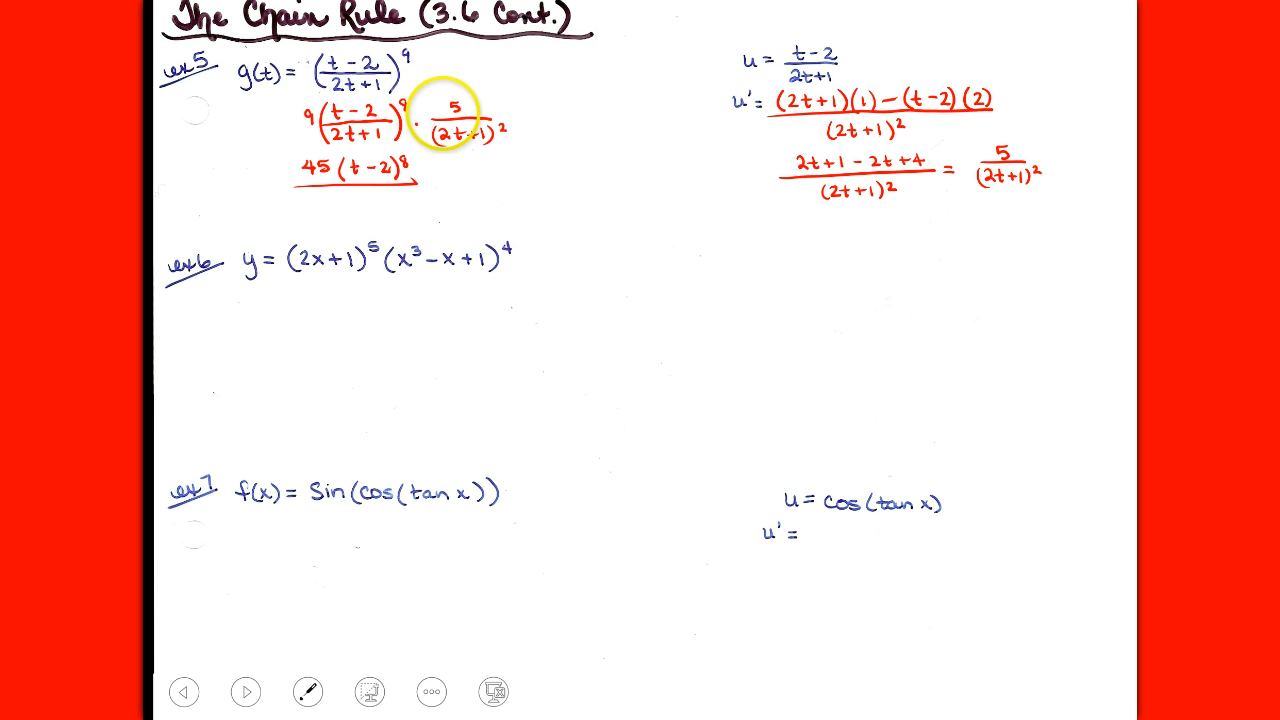 The Chain Rule (3.6 Cont.)
ex5 g(t) = ((t - 2)/(2t + 1))^9
9((t - 2)/(2t + 1))^8 · 5/(2t + 1)^2
45(t - 2)^8
u = (t - 2)/(2t + 1)
u' = ((2t + 1)(1) - (t - 2)(2))/(2t + 1)^2
(2t + 1 - 2t + 4)/(2t + 1)^2 = 5/(2t + 1)^2
ex6 y = (2x + 1)^5 (x^3 - x + 1)^4
ex7 f(x) = Sin(cos(tan x))
u = cos(tan x)
u' =